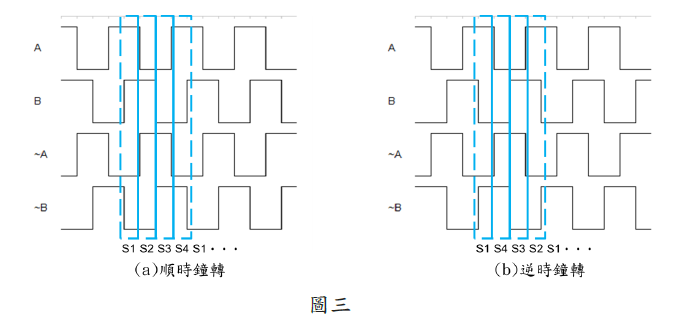 A
B
~A
~B
S1 S2 S3 S4 S1・・・
(a)順時鐘轉
A
B
~A
~B
S1 S4 S3 S2 S1・・・
(b)逆時鐘轉
圖三